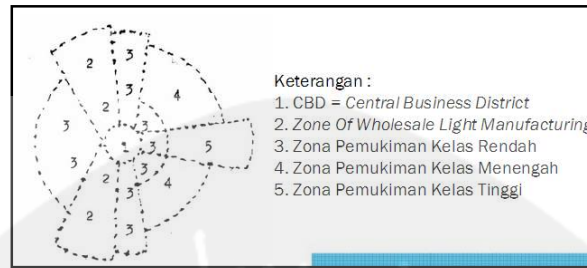 2
3
3
4
2
3
3
3
5
3
3
4
2
3
2
3
Keterangan :
1. CBD = Central Business District
2. Zone Of Wholesale Light Manufacturing
3. Zona Pemukiman Kelas Rendah
4. Zona Pemukiman Kelas Menengah
5. Zona Pemukiman Kelas Tinggi